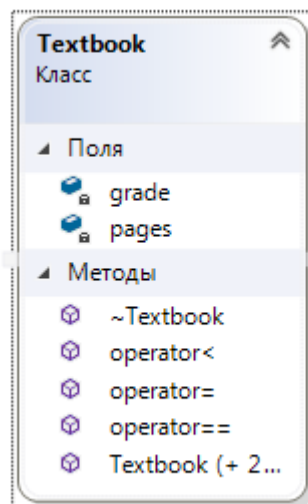 Textbook
Класс
Поля
grade
pages
Методы
~Textbook
operator<
operator=
operator==
Textbook (+ 2...